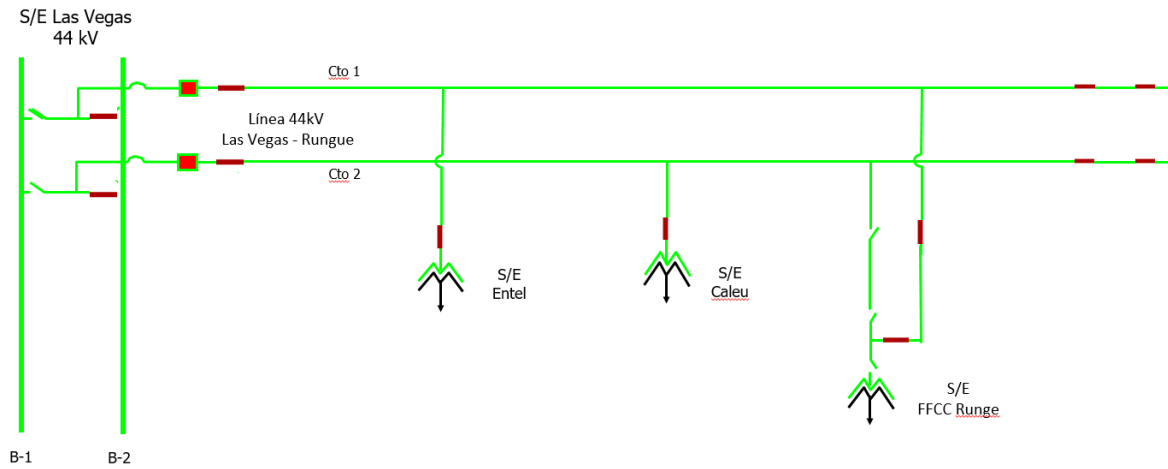 S/E Las Vegas
44 kV
Cto 1
Línea 44kV
Las Vegas - Rungue
Cto 2
S/E
Entel
S/E
Caleu
S/E
FFCC Runge
B-1
B-2